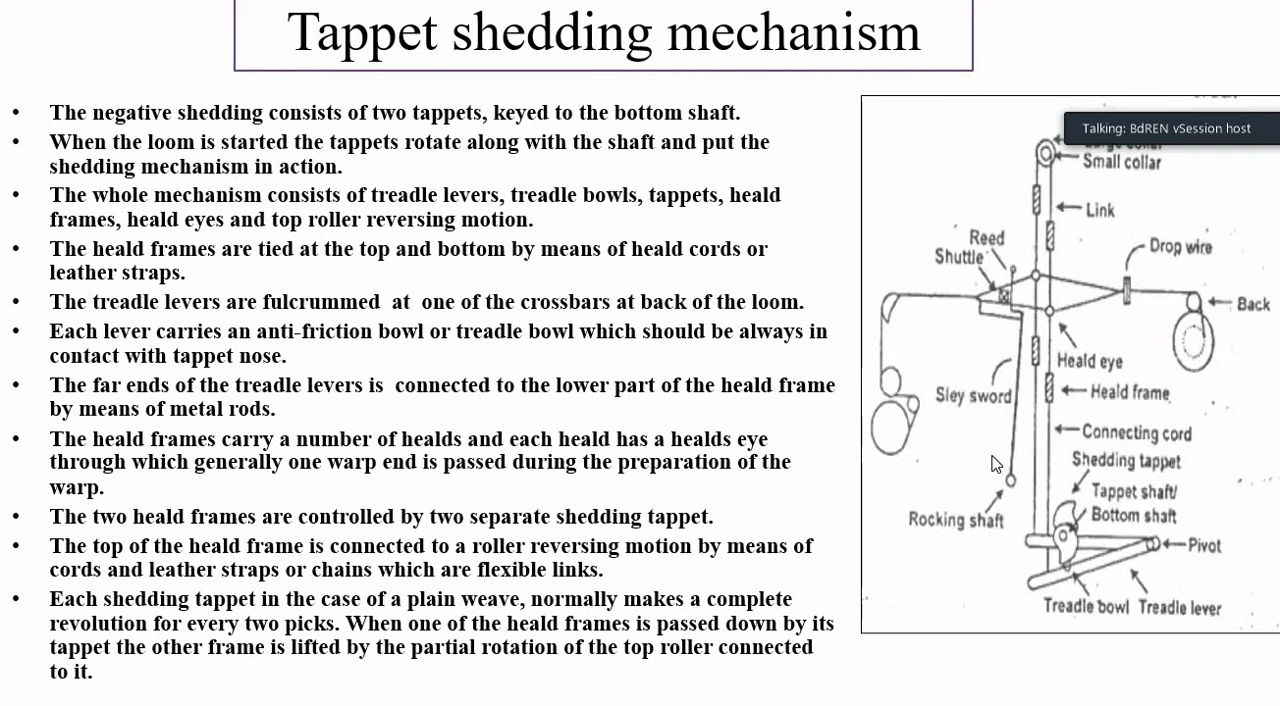 Tappet shedding mechanism
• The negative shedding consists of two tappets, keyed to the bottom shaft.
• When the loom is started the tappets rotate along with the shaft and put the
shedding mechanism in action.
• The whole mechanism consists of treadle levers, treadle bowls, tappets, heald
frames, heald eyes and top roller reversing motion.
• The heald frames are tied at the top and bottom by means of heald cords or
leather straps.
• The treadle levers are fulcrummed at one of the crossbars at back of the loom.
• Each lever carries an anti-friction bowl or treadle bowl which should be always in
contact with tappet nose.
• The far ends of the treadle levers is connected to the lower part of the heald frame
by means of metal rods.
• The heald frames carry a number of healds and each heald has a healds eye
through which generally one warp end is passed during the preparation of the
warp.
• The two heald frames are controlled by two separate shedding tappet.
• The top of the heald frame is connected to a roller reversing motion by means of
cords and leather straps or chains which are flexible links.
• Each shedding tappet in the case of a plain weave, normally makes a complete
revolution for every two picks. When one of the heald frames is passed down by its
tappet the other frame is lifted by the partial rotation of the top roller connected
to it.
Talking: BdREN vSession host
Small collar
Link
Reed
Shuttle
Drop wire
Back
Heald eye
Sley sword
Heald frame
Connecting cord
Shedding tappet
Tappet shaft/
Bottom shaft
Rocking shaft
Pivot
Treadle bowl
Treadle lever